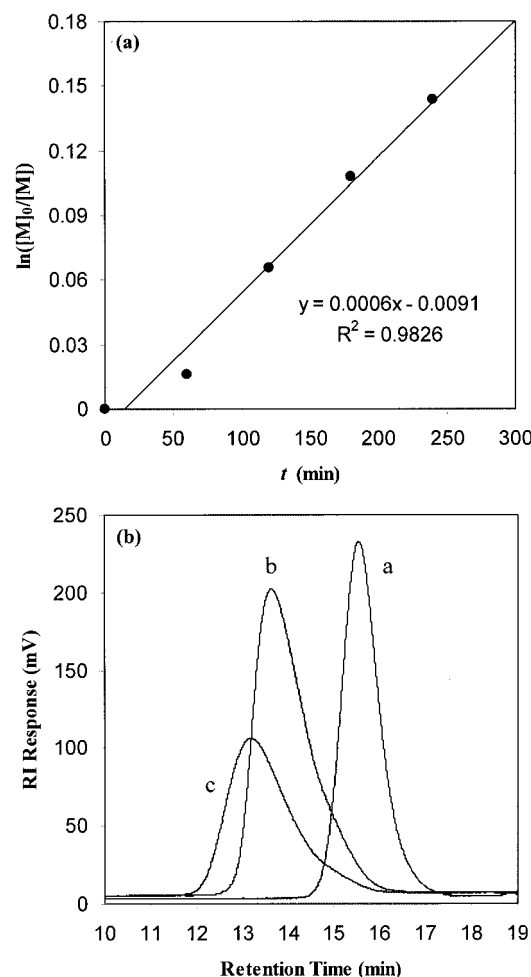 (a)
0.18
0.15
0.12
0.09
0.06
0.03
0
ln([M]₀/[M])
y = 0.0006x - 0.0091
R² = 0.9826
0 50 100 150 200 250 300
t (min)
(b)
250
200
150
100
50
0
RI Response (mV)
a
b
c
10 11 12 13 14 15 16 17 18 19
Retention Time (min)